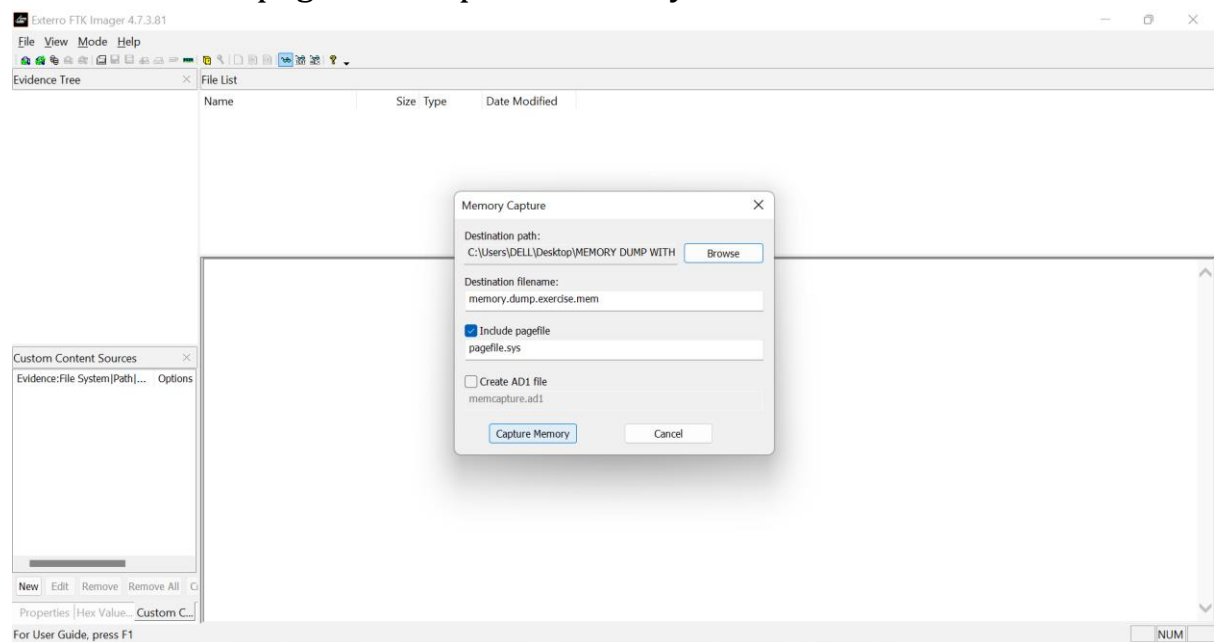 Exterro FTK Imager 4.7.3.81
File View Mode Help
Evidence Tree
File List
Name Size Type Date Modified
Memory Capture
Destination path:
C:\Users\DELL\Desktop\MEMORY DUMP WITH Browse
Destination filename:
memory.dump.exercise.mem
Include pagefile
pagefile.sys
Create AD1 file
memcapture.ad1
Capture Memory Cancel
Custom Content Sources
Evidence:File System|Path|... Options
New Edit Remove Remove All
Properties Hex Value... Custom C...
For User Guide, press F1 NUM